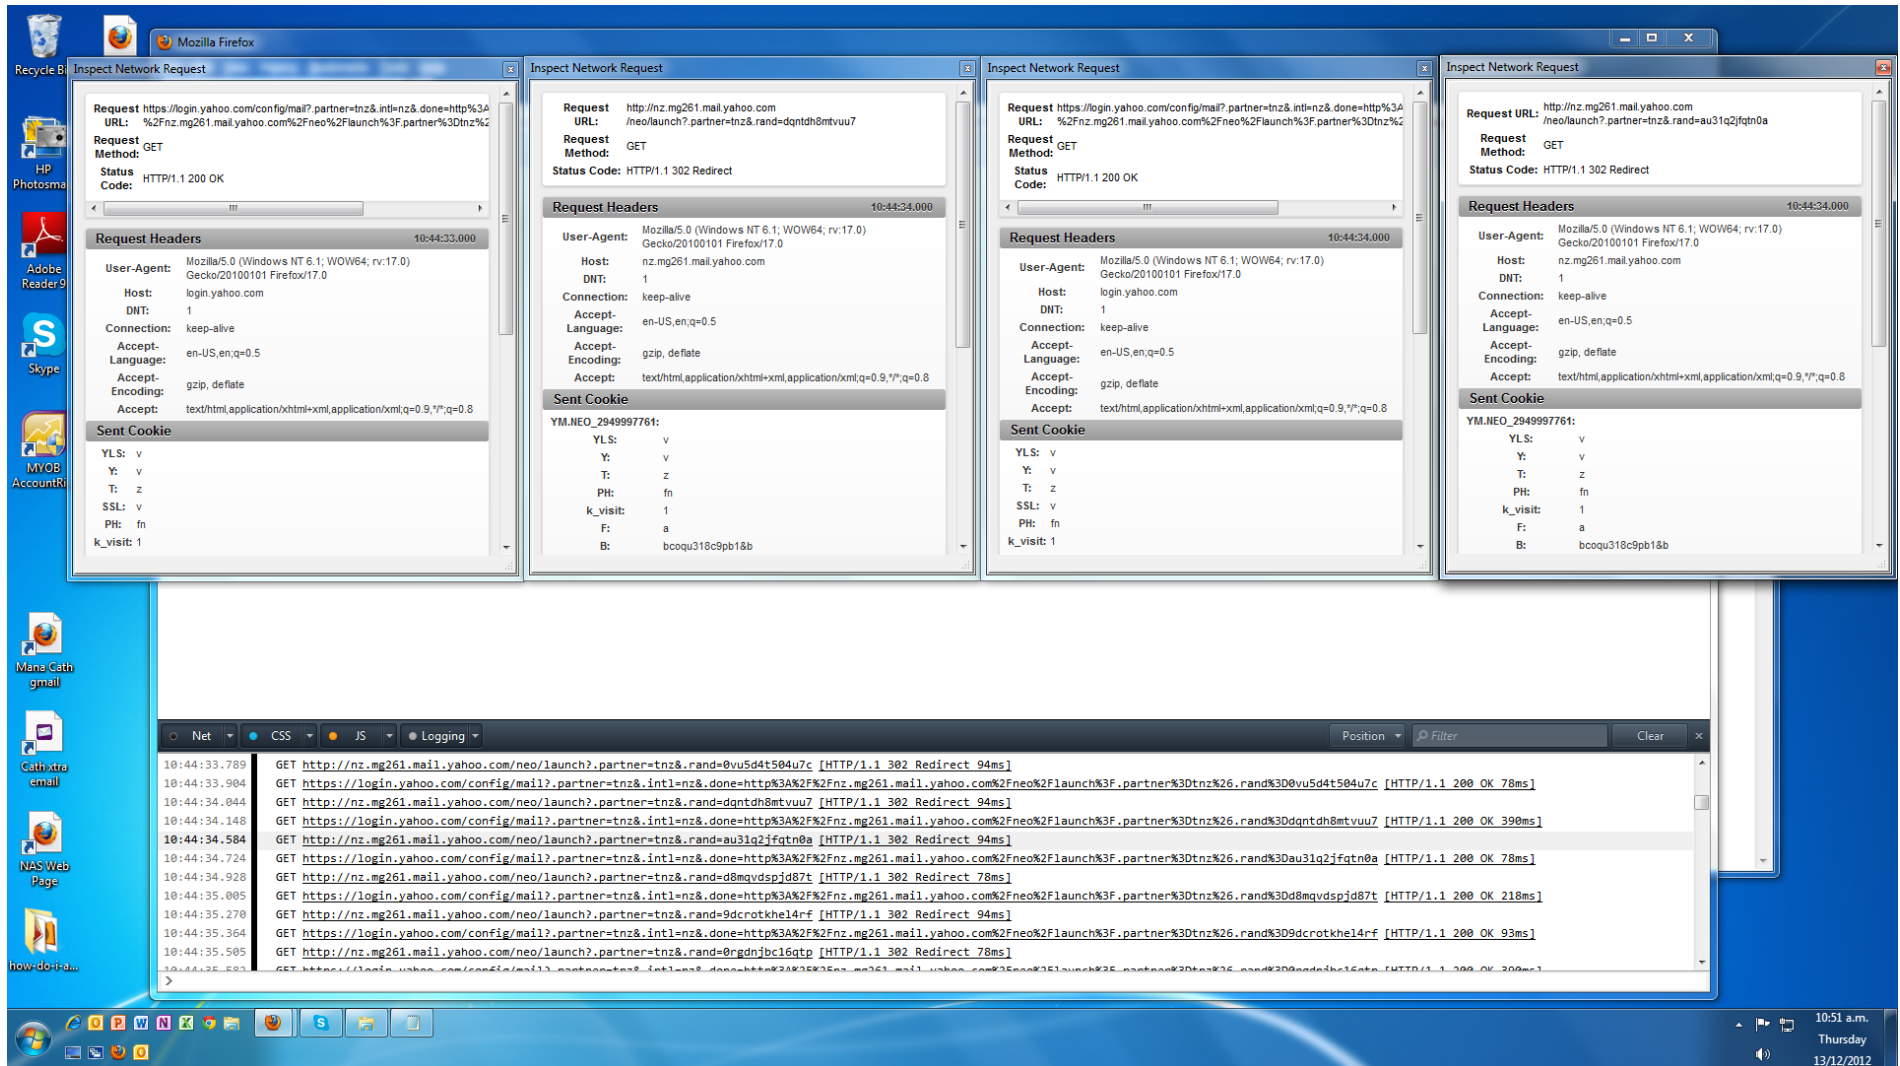 Recycle Bi
Mozilla Firefox
Inspect Network Request
Request URL: https://login.yahoo.com/config/mail?.partner=tnz&.intl=nz&.done=http%3A
%2Fnz.mg261.mail.yahoo.com%2Fneo%2Flaunch%3F.partner%3Dtnz%2
Request Method: GET
Status Code: HTTP/1.1 200 OK
Request Headers 10:44:33.000
User-Agent: Mozilla/5.0 (Windows NT 6.1; WOW64; rv:17.0)
Gecko/20100101 Firefox/17.0
Host: login.yahoo.com
DNT: 1
Connection: keep-alive
Accept-Language: en-US,en;q=0.5
Accept-Encoding: gzip, deflate
Accept: text/html,application/xhtml+xml,application/xml;q=0.9,*/*;q=0.8
Sent Cookie
YLS: v
Y: v
T: z
SSL: v
PH: fn
k_visit: 1
Inspect Network Request
Request URL: http://nz.mg261.mail.yahoo.com
/neo/launch?.partner=tnz&.rand=dqntdh8mtvuu7
Request Method: GET
Status Code: HTTP/1.1 302 Redirect
Request Headers 10:44:34.000
User-Agent: Mozilla/5.0 (Windows NT 6.1; WOW64; rv:17.0)
Gecko/20100101 Firefox/17.0
Host: nz.mg261.mail.yahoo.com
DNT: 1
Connection: keep-alive
Accept-Language: en-US,en;q=0.5
Accept-Encoding: gzip, deflate
Accept: text/html,application/xhtml+xml,application/xml;q=0.9,*/*;q=0.8
Sent Cookie
YM.NEO_2949997761:
YLS: v
Y: v
T: z
PH: fn
k_visit: 1
F: a
B: bcoqu318c9pb1&b
Inspect Network Request
Request URL: https://login.yahoo.com/config/mail?.partner=tnz&.intl=nz&.done=http%3A
%2Fnz.mg261.mail.yahoo.com%2Fneo%2Flaunch%3F.partner%3Dtnz%2
Request Method: GET
Status Code: HTTP/1.1 200 OK
Request Headers 10:44:34.000
User-Agent: Mozilla/5.0 (Windows NT 6.1; WOW64; rv:17.0)
Gecko/20100101 Firefox/17.0
Host: login.yahoo.com
DNT: 1
Connection: keep-alive
Accept-Language: en-US,en;q=0.5
Accept-Encoding: gzip, deflate
Accept: text/html,application/xhtml+xml,application/xml;q=0.9,*/*;q=0.8
Sent Cookie
YLS: v
Y: v
T: z
SSL: v
PH: fn
k_visit: 1
Inspect Network Request
Request URL: http://nz.mg261.mail.yahoo.com
/neo/launch?.partner=tnz&.rand=au31q2jfqtn0a
Request Method: GET
Status Code: HTTP/1.1 302 Redirect
Request Headers 10:44:34.000
User-Agent: Mozilla/5.0 (Windows NT 6.1; WOW64; rv:17.0)
Gecko/20100101 Firefox/17.0
Host: nz.mg261.mail.yahoo.com
DNT: 1
Connection: keep-alive
Accept-Language: en-US,en;q=0.5
Accept-Encoding: gzip, deflate
Accept: text/html,application/xhtml+xml,application/xml;q=0.9,*/*;q=0.8
Sent Cookie
YM.NEO_2949997761:
YLS: v
Y: v
T: z
PH: fn
k_visit: 1
F: a
B: bcoqu318c9pb1&b
HP
Photosma
Adobe
Reader 9
Skype
MYOB
AccountRi
Mana Cath
gmail
Cath xtra
email
NAS Web
Page
how-do-i-a...
Net CSS JS Logging Position Filter Clear
10:44:33.789 GET http://nz.mg261.mail.yahoo.com/neo/launch?.partner=tnz&.rand=0vu5d4t504u7c [HTTP/1.1 302 Redirect 94ms]
10:44:33.904 GET https://login.yahoo.com/config/mail?.partner=tnz&.intl=nz&.done=http%3A%2F%2Fnz.mg261.mail.yahoo.com%2Fneo%2Flaunch%3F.partner%3Dtnz%26.rand%3D0vu5d4t504u7c [HTTP/1.1 200 OK 78ms]
10:44:34.044 GET http://nz.mg261.mail.yahoo.com/neo/launch?.partner=tnz&.rand=dqntdh8mtvuu7 [HTTP/1.1 302 Redirect 94ms]
10:44:34.148 GET https://login.yahoo.com/config/mail?.partner=tnz&.intl=nz&.done=http%3A%2F%2Fnz.mg261.mail.yahoo.com%2Fneo%2Flaunch%3F.partner%3Dtnz%26.rand%3Ddqntdh8mtvuu7 [HTTP/1.1 200 OK 390ms]
10:44:34.584 GET http://nz.mg261.mail.yahoo.com/neo/launch?.partner=tnz&.rand=au31q2jfqtn0a [HTTP/1.1 302 Redirect 94ms]
10:44:34.724 GET https://login.yahoo.com/config/mail?.partner=tnz&.intl=nz&.done=http%3A%2F%2Fnz.mg261.mail.yahoo.com%2Fneo%2Flaunch%3F.partner%3Dtnz%26.rand%3Dau31q2jfqtn0a [HTTP/1.1 200 OK 78ms]
10:44:34.928 GET http://nz.mg261.mail.yahoo.com/neo/launch?.partner=tnz&.rand=d8mqvdspjd87t [HTTP/1.1 302 Redirect 78ms]
10:44:35.005 GET https://login.yahoo.com/config/mail?.partner=tnz&.intl=nz&.done=http%3A%2F%2Fnz.mg261.mail.yahoo.com%2Fneo%2Flaunch%3F.partner%3Dtnz%26.rand%3Dd8mqvdspjd87t [HTTP/1.1 200 OK 218ms]
10:44:35.270 GET http://nz.mg261.mail.yahoo.com/neo/launch?.partner=tnz&.rand=9dcrotkhel4rf [HTTP/1.1 302 Redirect 94ms]
10:44:35.364 GET https://login.yahoo.com/config/mail?.partner=tnz&.intl=nz&.done=http%3A%2F%2Fnz.mg261.mail.yahoo.com%2Fneo%2Flaunch%3F.partner%3Dtnz%26.rand%3D9dcrotkhel4rf [HTTP/1.1 200 OK 93ms]
10:44:35.505 GET http://nz.mg261.mail.yahoo.com/neo/launch?.partner=tnz&.rand=0rgdnjbc16qtp [HTTP/1.1 302 Redirect 78ms]
10:44:35.582 GET https://login.yahoo.com/config/mail?.partner=tnz&.intl=nz&.done=http%3A%2F%2Fnz.mg261.mail.yahoo.com%2Fneo%2Flaunch%3F.partner%3Dtnz%26.rand%3D0rgdnjbc16qtp [HTTP/1.1 200 OK 390ms]
10:51 a.m.
Thursday
13/12/2012